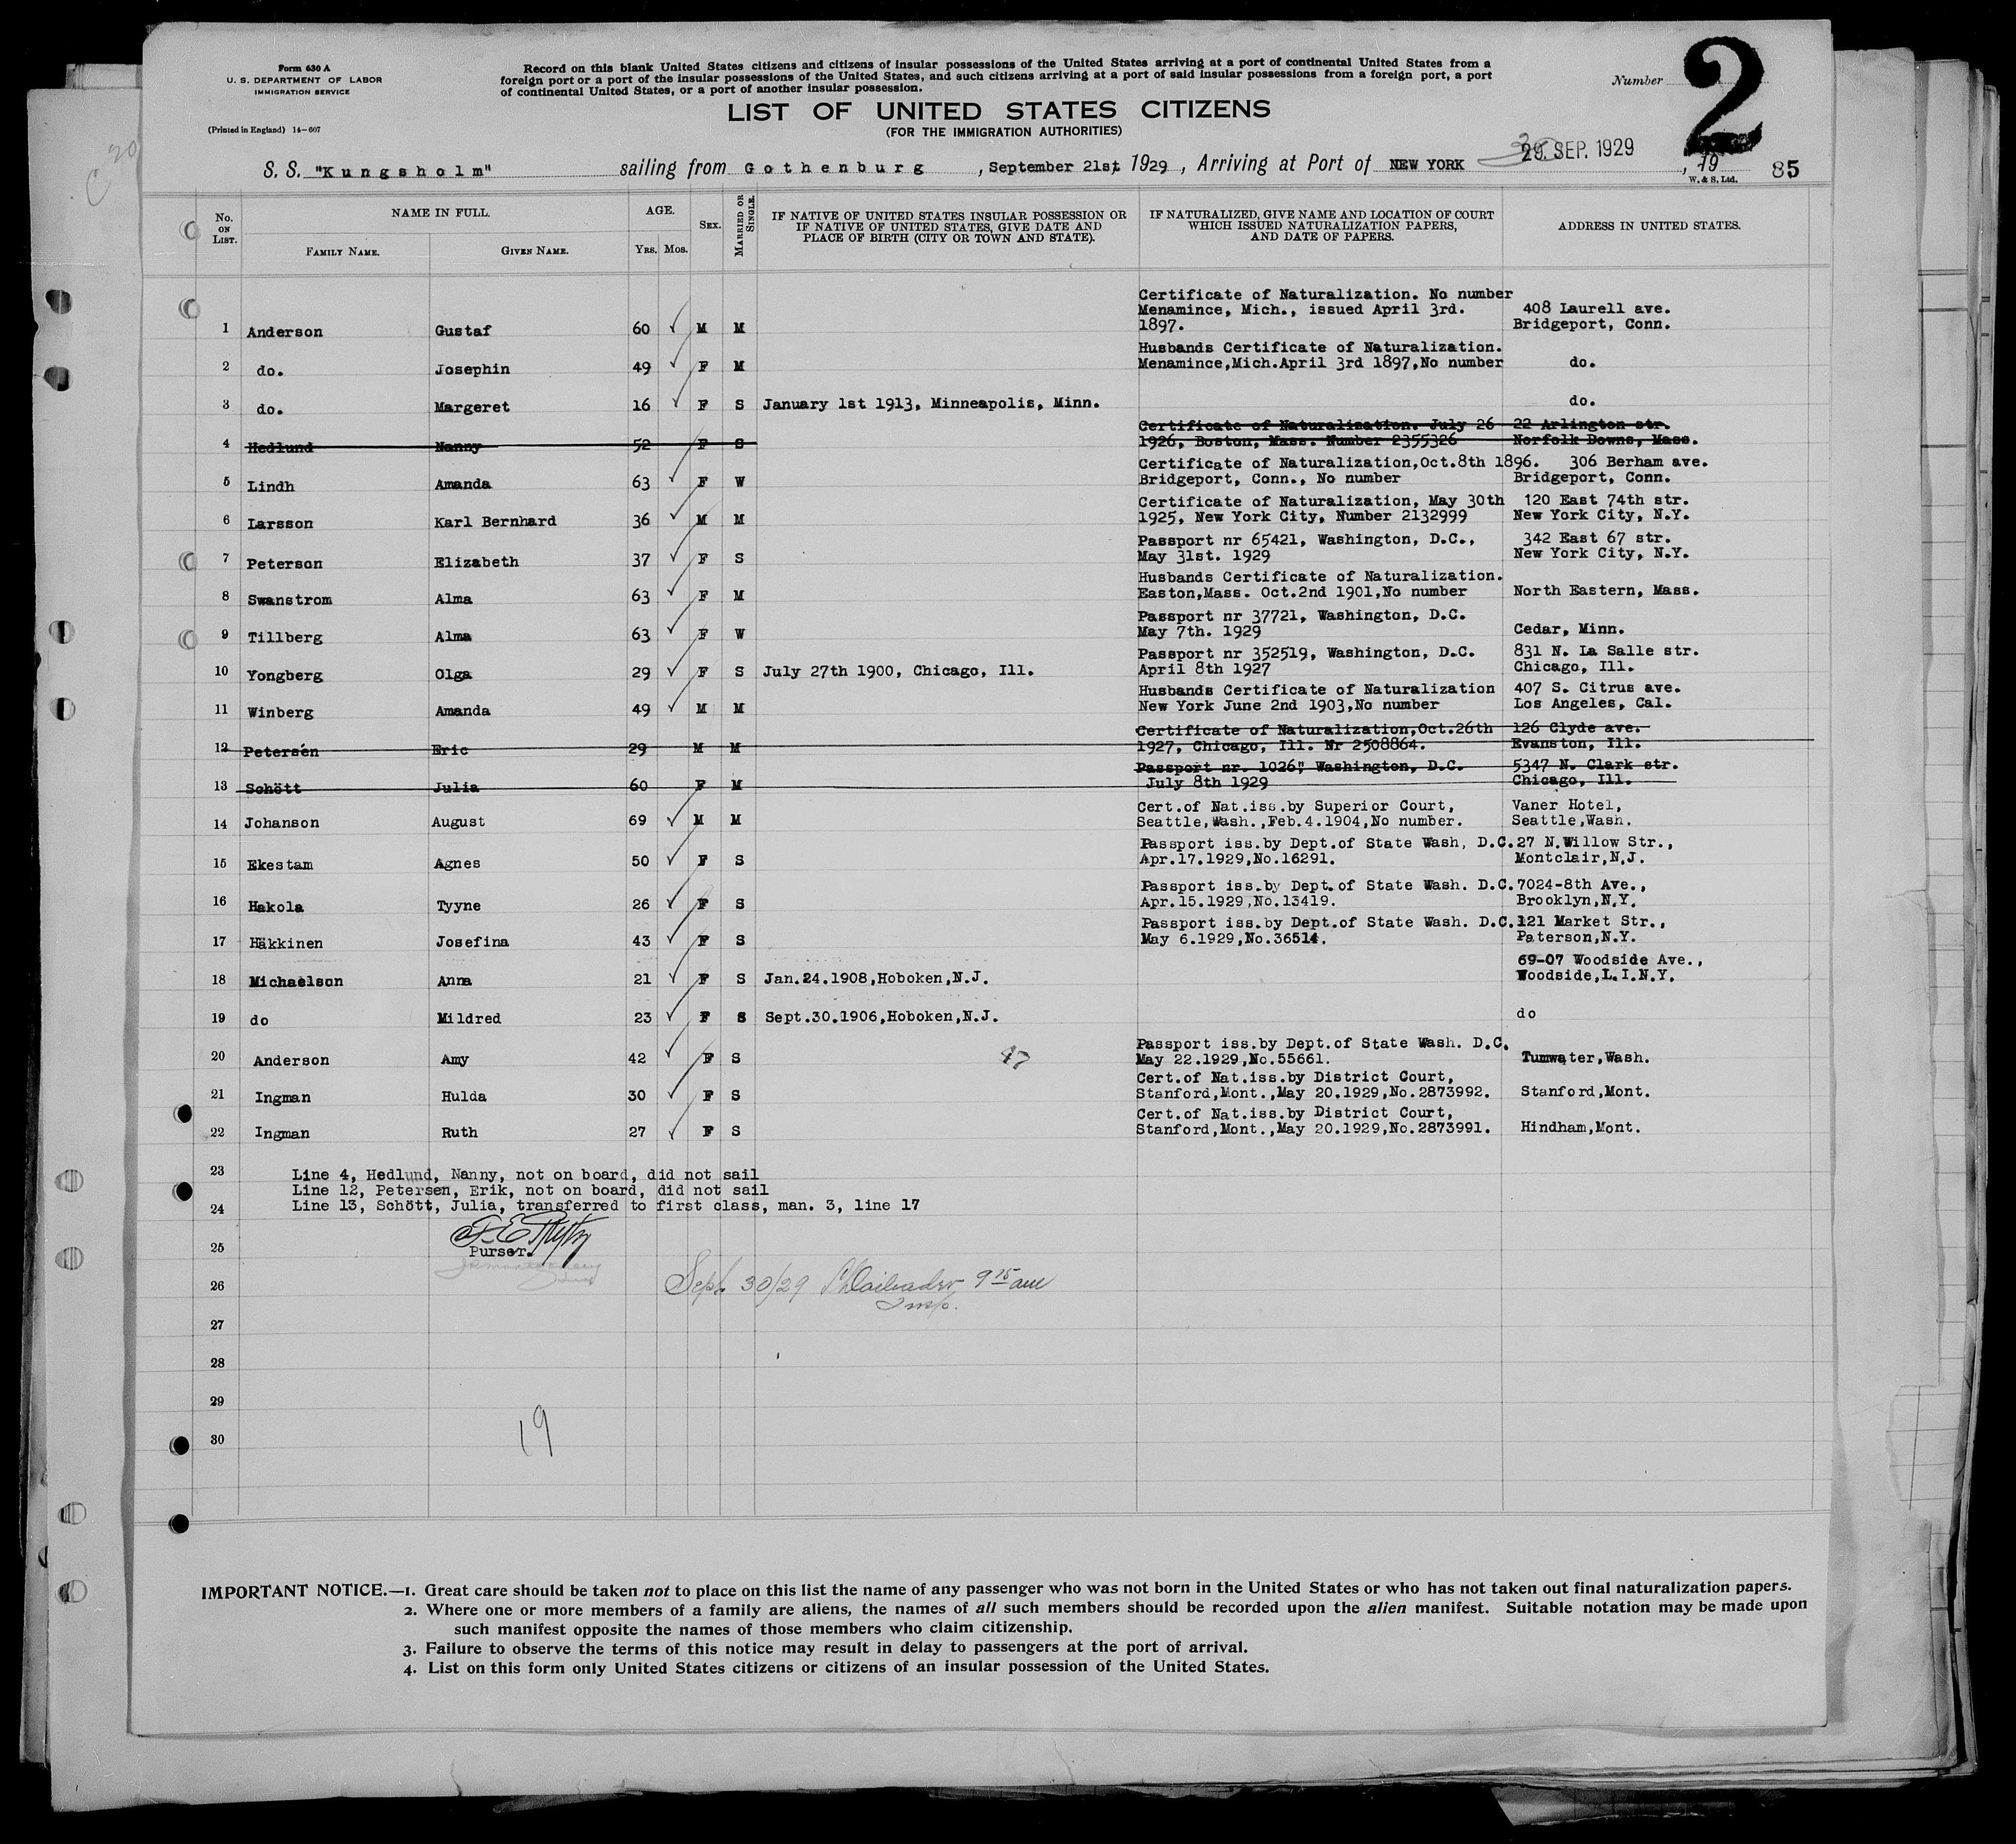 Form 630 A
U. S. DEPARTMENT OF LABOR
IMMIGRATION SERVICE
(Printed in England) 14-607
Record on this blank United States citizens and citizens of insular possessions of the United States arriving at a port of continental United States from a
foreign port or a port of the insular possessions of the United States, and such citizens arriving at a port of said insular possessions from a foreign port, a port
of continental United States, or a port of another insular possession.
Number 2
LIST OF UNITED STATES CITIZENS
(FOR THE IMMIGRATION AUTHORITIES)
S. S. "Kungsholm" sailing from Gothenburg, September 21st, 1929, Arriving at Port of NEW YORK 29. SEP. 1929, 19
W. & S. Ltd.
85
No. ON LIST. NAME IN FULL. AGE. SEX. MARRIED OR SINGLE. IF NATIVE OF UNITED STATES INSULAR POSSESSION OR IF NATIVE OF UNITED STATES, GIVE DATE AND PLACE OF BIRTH (CITY OR TOWN AND STATE). IF NATURALIZED, GIVE NAME AND LOCATION OF COURT WHICH ISSUED NATURALIZATION PAPERS, AND DATE OF PAPERS. ADDRESS IN UNITED STATES.
FAMILY NAME. GIVEN NAME. YRS. MOS.
Certificate of Naturalization. No number
Menamince, Mich., issued April 3rd. 408 Laurell ave.
1 Anderson Gustaf 60 ✓ M M 1897. Bridgeport, Conn.
Husbands Certificate of Naturalization.
2 do. Josephin 49 ✓ F M Menamince,Mich.April 3rd 1897,No number do.
3 do. Margeret 16 ✓ F S January 1st 1913, Minneapolis, Minn. do.
Certificate of Naturalization. July 26 22 Arlington str.
4 Hedlund Nanny 52 F S 1926, Boston, Mass. Number 2355326 Norfolk Downs, Mass.
Certificate of Naturalization,Oct.8th 1896. 306 Berham ave.
5 Lindh Amanda 63 ✓ F W Bridgeport, Conn., No number Bridgeport, Conn.
Certificate of Naturalization, May 30th 120 East 74th str.
6 Larsson Karl Bernhard 36 ✓ M M 1925, New York City, Number 2132999 New York City, N.Y.
Passport nr 65421, Washington, D.C., 342 East 67 str.
7 Peterson Elizabeth 37 ✓ F S May 31st. 1929 New York City, N.Y.
Husbands Certificate of Naturalization.
8 Swanstrom Alma 63 ✓ F M Easton,Mass. Oct.2nd 1901,No number North Eastern, Mass.
Passport nr 37721, Washington, D.C.
9 Tillberg Alma 63 ✓ F W May 7th. 1929 Cedar, Minn.
Passport nr 352519, Washington, D.C. 831 N. La Salle str.
10 Yongberg Olga 29 ✓ F S July 27th 1900, Chicago, Ill. April 8th 1927 Chicago, Ill.
Husbands Certificate of Naturalization 407 S. Citrus ave.
11 Winberg Amanda 49 ✓ M M New York June 2nd 1903,No number Los Angeles, Cal.
Certificate of Naturalization,Oct.26th 126 Clyde ave.
12 Petersén Eric 29 M M 1927, Chicago, Ill. Nr 2508864. Evanston, Ill.
Passport nr. 1026", Washington, D.C. 5347 N. Clark str.
13 Schött Julia 60 F M July 8th 1929 Chicago, Ill.
Cert.of Nat.iss.by Superior Court, Vaner Hotel,
14 Johanson August 69 ✓ M M Seattle,Wash.,Feb.4.1904,No number. Seattle,Wash.
Passport iss.by Dept.of State Wash, D.C. 27 N.Willow Str.,
15 Ekestam Agnes 50 ✓ F S Apr.17.1929,No.16291. Montclair,N.J.
Passport iss.by Dept.of State Wash. D.C. 7024-8th Ave.,
16 Hakola Tyyne 26 ✓ F S Apr.15.1929,No.13419. Brooklyn,N.Y.
Passport iss.by Dept.of State Wash. D.C. 121 Market Str.,
17 Häkkinen Josefina 43 ✓ F S May 6.1929,No.36514. Paterson,N.Y.
69-07 Woodside Ave.,
18 Michaelson Anna 21 ✓ F S Jan.24.1908,Hoboken,N.J. Woodside,L.I.N.Y.
19 do Mildred 23 ✓ F S Sept.30.1906,Hoboken,N.J. do
Passport iss.by Dept.of State Wash. D.C.
20 Anderson Amy 42 ✓ F S 47 May 22.1929,No.55661. Tumwater,Wash.
Cert.of Nat.iss.by District Court,
21 Ingman Hulda 30 ✓ F S Stanford,Mont.,May 20.1929,No.2873992. Stanford,Mont.
Cert.of Nat.iss.by District Court,
22 Ingman Ruth 27 ✓ F S Stanford,Mont.,May 20.1929,No.2873991. Hindham,Mont.
23 Line 4, Hedlund, Nanny, not on board, did not sail
Line 12, Petersen, Erik, not on board, did not sail
24 Line 13, Schött, Julia, transferred to first class, man. 3, line 17
25 Purser.
26 Sept. 30/29 9 15 am
Insp.
27
28
29
30
19
IMPORTANT NOTICE.—1. Great care should be taken not to place on this list the name of any passenger who was not born in the United States or who has not taken out final naturalization papers.
2. Where one or more members of a family are aliens, the names of all such members should be recorded upon the alien manifest. Suitable notation may be made upon
such manifest opposite the names of those members who claim citizenship.
3. Failure to observe the terms of this notice may result in delay to passengers at the port of arrival.
4. List on this form only United States citizens or citizens of an insular possession of the United States.